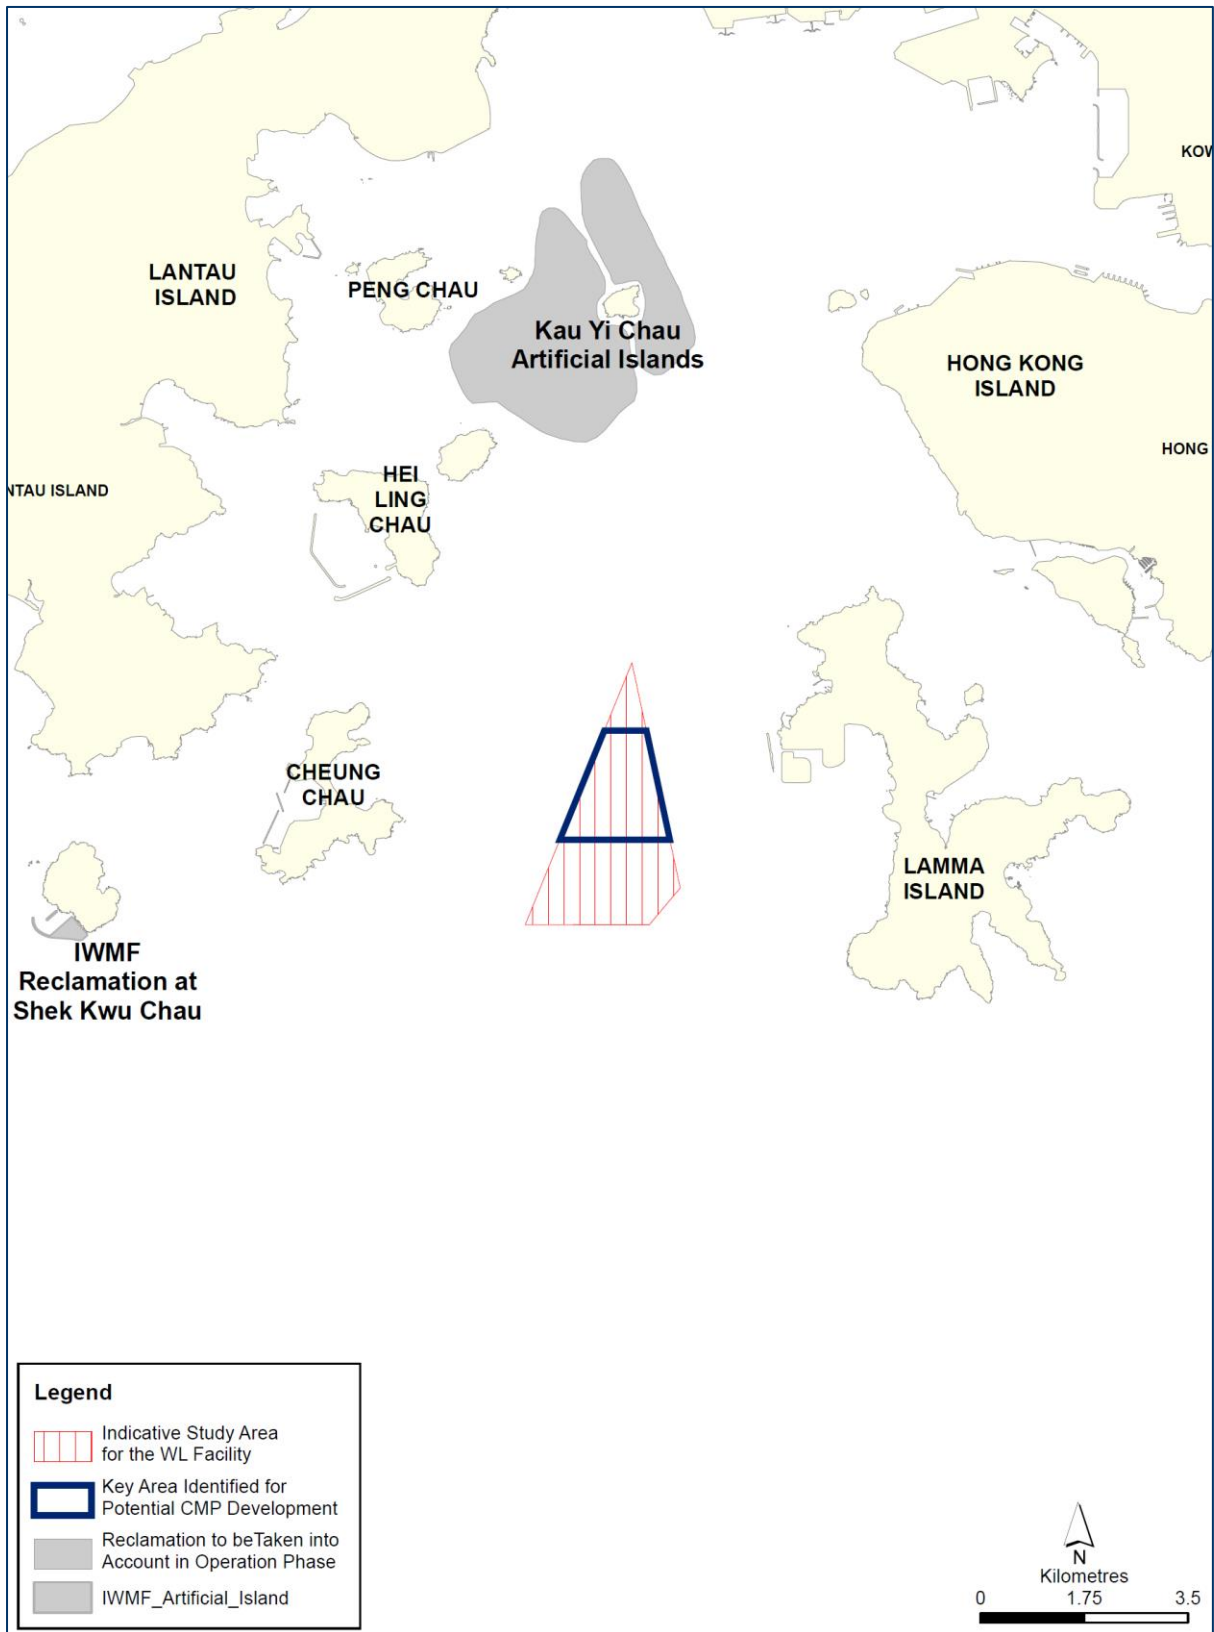 KOW
LANTAU
ISLAND
PENG CHAU
Kau Yi Chau
Artificial Islands
HONG KONG
ISLAND
HONG
HEI
LING
CHAU
NTAU ISLAND
CHEUNG
CHAU
LAMMA
ISLAND
IWMF
Reclamation at
Shek Kwu Chau
Legend
Indicative Study Area
for the WL Facility
Key Area Identified for
Potential CMP Development
Reclamation to beTaken into
Account in Operation Phase
IWMF_Artificial_Island
N
Kilometres
0 1.75 3.5